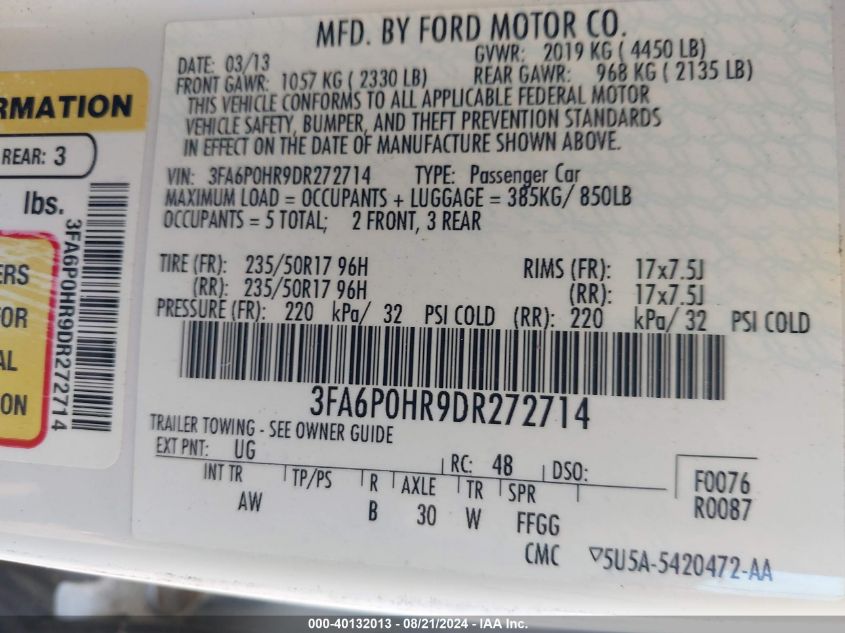 MFD. BY FORD MOTOR CO.
DATE: 03/13 GVWR: 2019 KG ( 4450 LB)
FRONT GAWR: 1057 KG ( 2330 LB) REAR GAWR: 968 KG ( 2135 LB)
THIS VEHICLE CONFORMS TO ALL APPLICABLE FEDERAL MOTOR
VEHICLE SAFETY, BUMPER, AND THEFT PREVENTION STANDARDS
IN EFFECT ON THE DATE OF MANUFACTURE SHOWN ABOVE.
VIN: 3FA6P0HR9DR272714 TYPE: Passenger Car
MAXIMUM LOAD = OCCUPANTS + LUGGAGE = 385KG/ 850LB
OCCUPANTS = 5 TOTAL; 2 FRONT, 3 REAR
TIRE (FR): 235/50R17 96H RIMS (FR): 17x7.5J
(RR): 235/50R17 96H (RR): 17x7.5J
PRESSURE (FR): 220 kPa/ 32 PSI COLD (RR): 220 kPa/ 32 PSI COLD
3FA6P0HR9DR272714
TRAILER TOWING - SEE OWNER GUIDE
EXT PNT: UG RC: 48 DSO:
INT TR TP/PS R AXLE TR SPR
AW B 30 W FFGG
CMC
F0076
R0087
▽5U5A-5420472-AA
RMATION
REAR: 3
lbs.
3FA6P0HR9DR272714
ERS
TOR
AL
ION
000-40132013 - 08/21/2024 - IAA Inc.